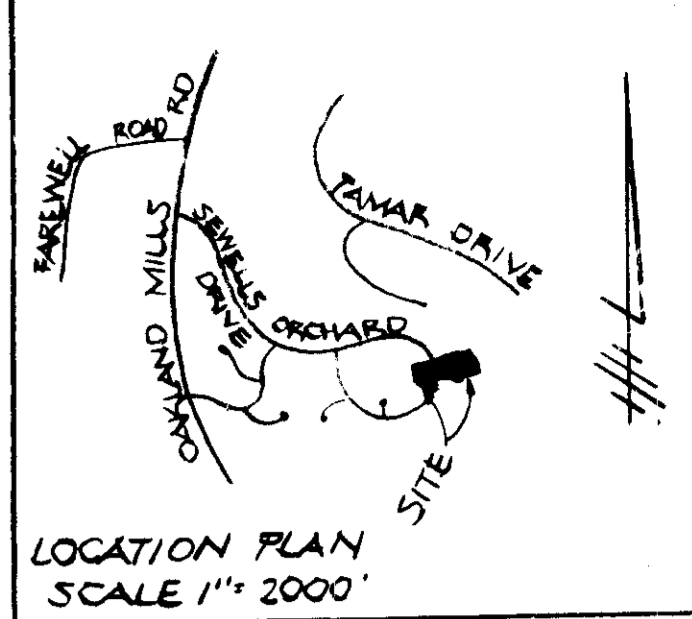 FAREWELL ROAD
OAKLAND MILLS RD
SEWELLS ORCHARD DRIVE
TAMAR DRIVE
SITE
LOCATION PLAN
SCALE 1"= 2000'